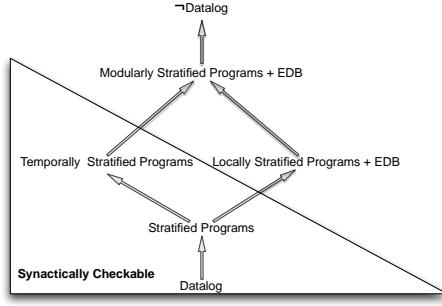 ¬Datalog
Modularly Stratified Programs + EDB
Temporally Stratified Programs
Locally Stratified Programs + EDB
Stratified Programs
Synactically Checkable
Datalog